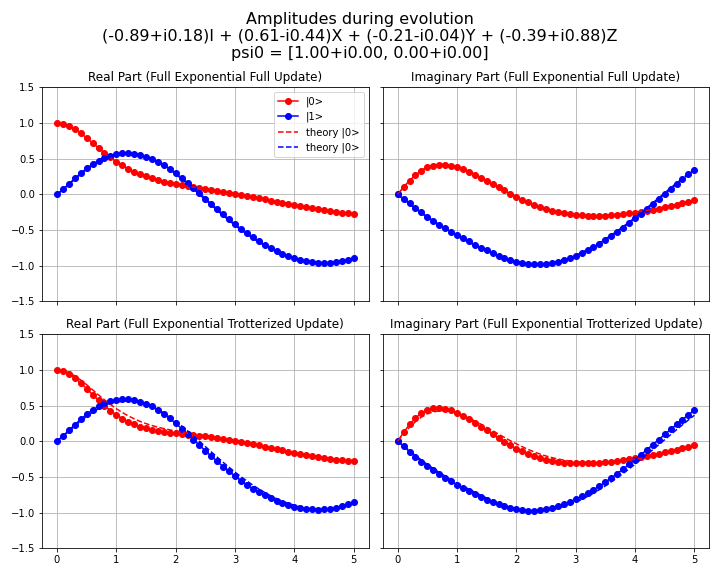 Amplitudes during evolution
(-0.89+i0.18)I + (0.61-i0.44)X + (-0.21-i0.04)Y + (-0.39+i0.88)Z
psi0 = [1.00+i0.00, 0.00+i0.00]
Real Part (Full Exponential Full Update)
1.5
1.0
0.5
0.0
−0.5
−1.0
−1.5
|0>
|1>
theory |0>
theory |0>
Imaginary Part (Full Exponential Full Update)
Real Part (Full Exponential Trotterized Update)
1.5
1.0
0.5
0.0
−0.5
−1.0
−1.5
0 1 2 3 4 5
Imaginary Part (Full Exponential Trotterized Update)
0 1 2 3 4 5